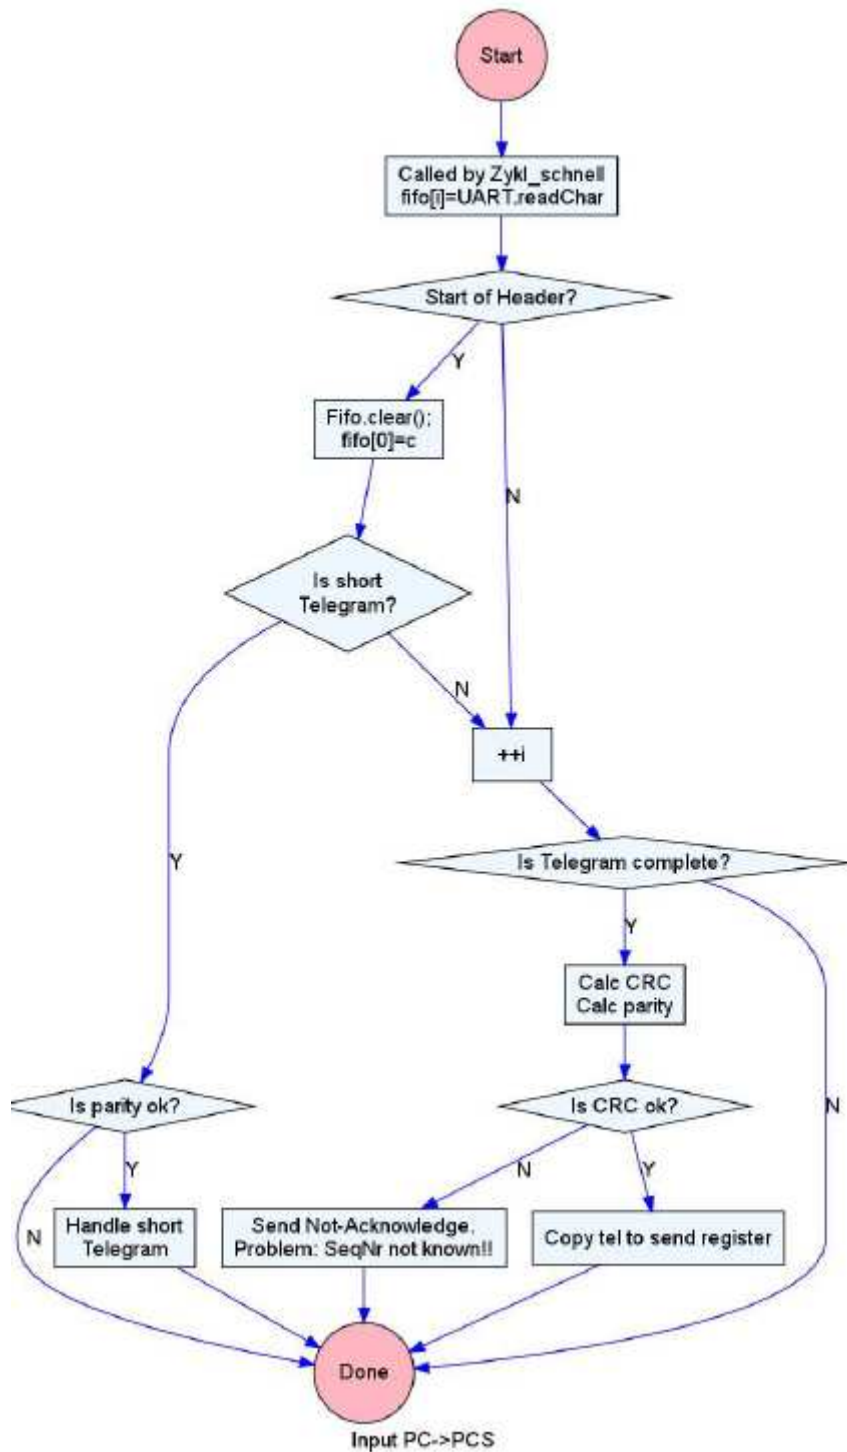 Start
Called by Zykl_schnell
fifo[i]=UART.readChar
Start of Header?
Y
Fifo.clear();
fifo[0]=c
N
Is short
Telegram?
N
++i
Y
Is Telegram complete?
Y
Calc CRC
Calc parity
Is parity ok?
Is CRC ok?
N
Y
N
Y
N
Handle short
Telegram
Send Not-Acknowledge,
Problem: SeqNr not known!!
Copy tel to send register
Done
Input PC->PCS